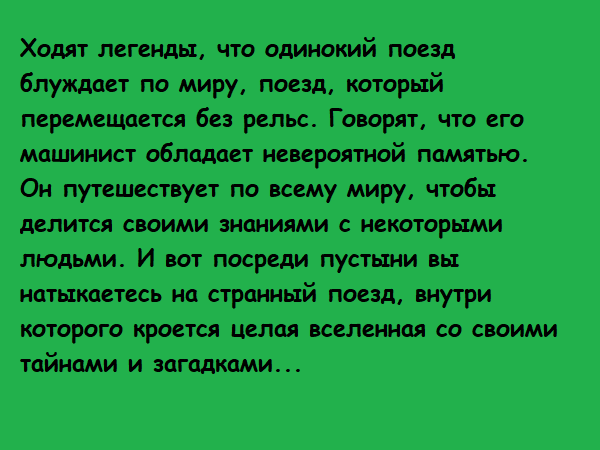 Ходят легенды, что одинокий поезд
блуждает по миру, поезд, который
перемещается без рельс. Говорят, что его
машинист обладает невероятной памятью.
Он путешествует по всему миру, чтобы
делится своими знаниями с некоторыми
людьми. И вот посреди пустыни вы
натыкаетесь на странный поезд, внутри
которого кроется целая вселенная со своими
тайнами и загадками...